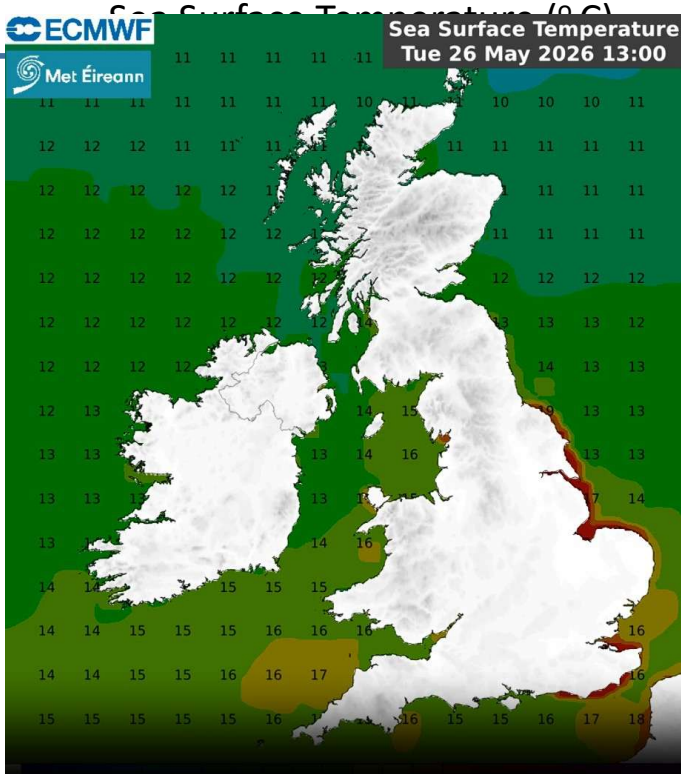 Sea Surface Temperature (º C)
ECMWF
Met Éireann
Sea Surface Temperature
Tue 26 May 2026 13:00
11 11 11 11 11
11 11 11 11 11 11 11 10 11 11 10 10 10 11
12 12 12 11 11 11 11 11 11 11 11 11
12 12 12 12 12 11 11 11
12 12 12 12 12 12 11 11 11 11
12 12 12 12 12 12 12 12 12 12 12
12 12 12 12 12 12 12 14 13 13 13 12
12 12 12 12 14 13 13
12 13 14 15 13 13
13 13 13 14 16 13 13
13 13 13 13 14
13 14 16
14 14 15 15 15
14 14 15 15 15 16 16 16 16
14 14 15 15 16 16 17 16
15 15 15 15 15 16 16 15 15 16 17 18